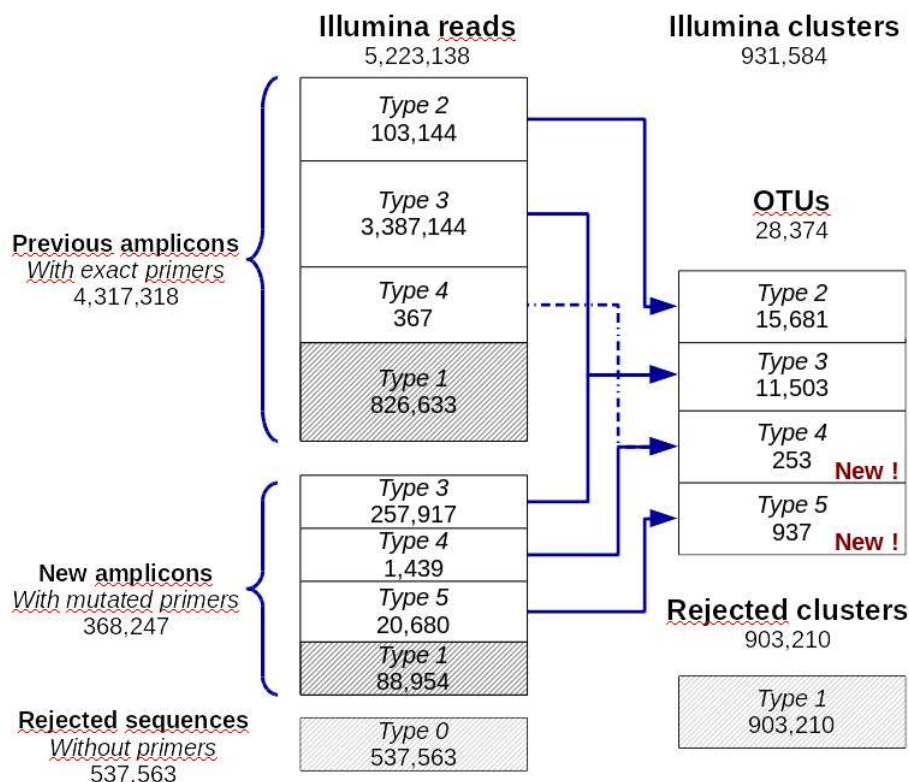 Illumina reads
5,223,138
Illumina clusters
931,584
Previous amplicons
With exact primers
4,317,318
Type 2
103,144
Type 3
3,387,144
Type 4
367
Type 1
826,633
OTUs
28,374
Type 2
15,681
Type 3
11,503
Type 4
253
New !
Type 5
937
New !
New amplicons
With mutated primers
368,247
Type 3
257,917
Type 4
1,439
Type 5
20,680
Type 1
88,954
Rejected clusters
903,210
Type 1
903,210
Rejected sequences
Without primers
537,563
Type 0
537,563